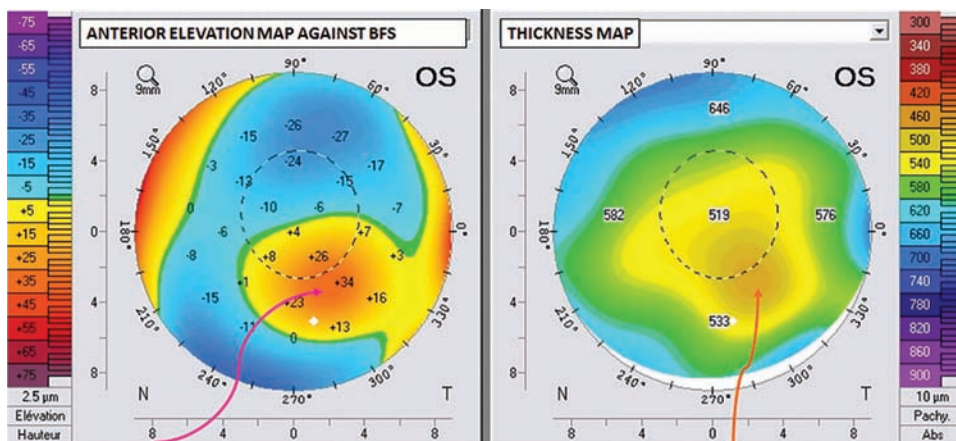 -75
-65
-55
-45
-35
-25
-15
-5
+5
+15
+25
+35
+45
+55
+65
+75
2.5 µm
Elévation
Hauteur
ANTERIOR ELEVATION MAP AGAINST BFS
9mm
OS
90°
120° 60°
150° 30°
180° 0°
210° 330°
240° 300°
270°
-26
-15 -27
-3 -24 -17
-13 -15
0 -10 -6 -7
-6 +4 +7
-8 +8 +26 +3
+1 +34
-15 +23 +16
-11 +13
0
8
4
0
4
8
N T
8 4 0 4 8
THICKNESS MAP
9mm
OS
90°
120° 60°
150° 30°
180° 0°
210° 330°
240° 300°
270°
646
582 519 576
533
8
4
0
4
8
N T
8 4 0 4 8
300
340
380
420
460
500
540
580
620
660
700
740
780
820
860
900
10 µm
Pachy.
Abs